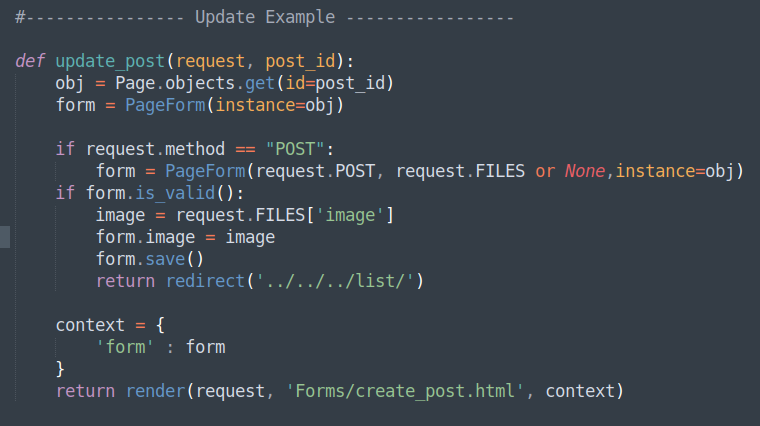 #---------------- Update Example -----------------
def update_post(request, post_id):
obj = Page.objects.get(id=post_id)
form = PageForm(instance=obj)
if request.method == "POST":
form = PageForm(request.POST, request.FILES or None,instance=obj)
if form.is_valid():
image = request.FILES['image']
form.image = image
form.save()
return redirect('../../../list/')
context = {
'form' : form
}
return render(request, 'Forms/create_post.html', context)